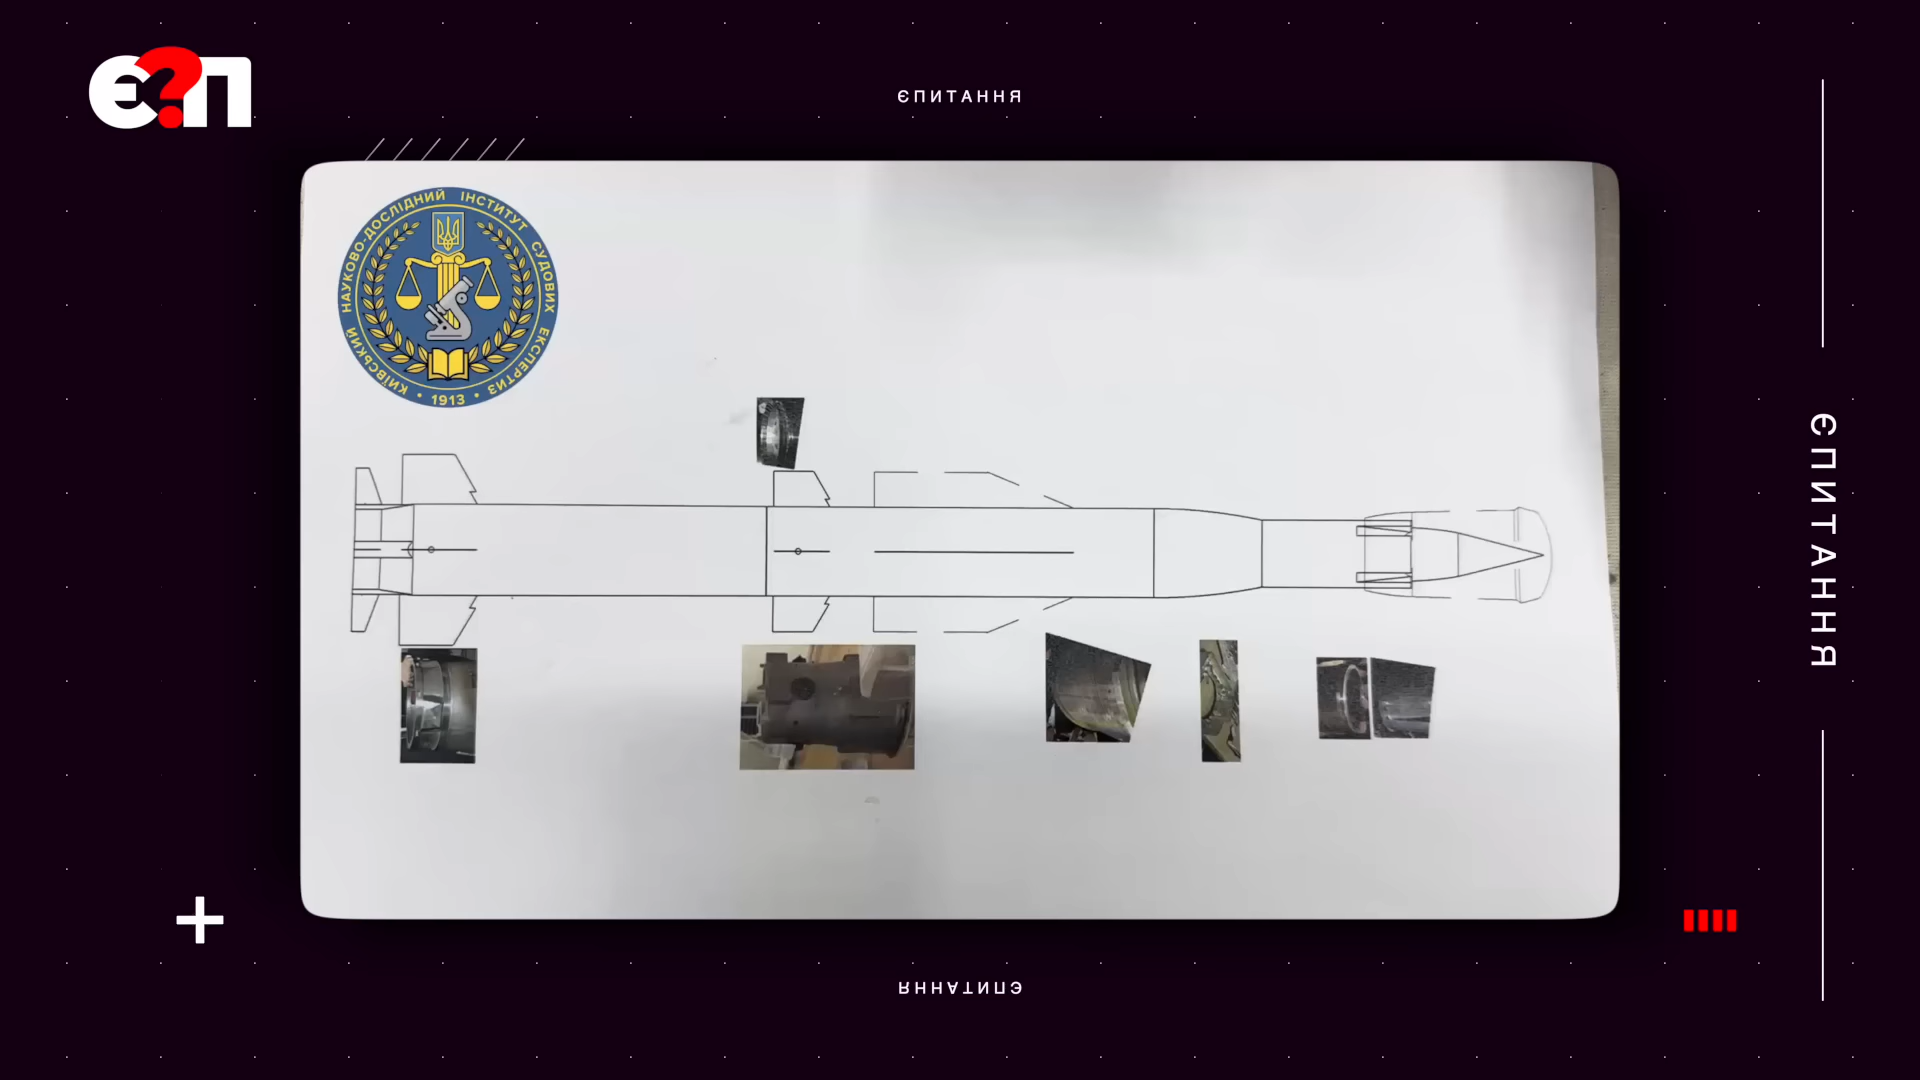 Є?П
ЄПИТАННЯ
КИЇВСЬКИЙ НАУКОВО-ДОСЛІДНИЙ ІНСТИТУТ СУДОВИХ ЕКСПЕРТИЗ
• 1913 •
ЄПИТАННЯ
ЄПИТАННЯ